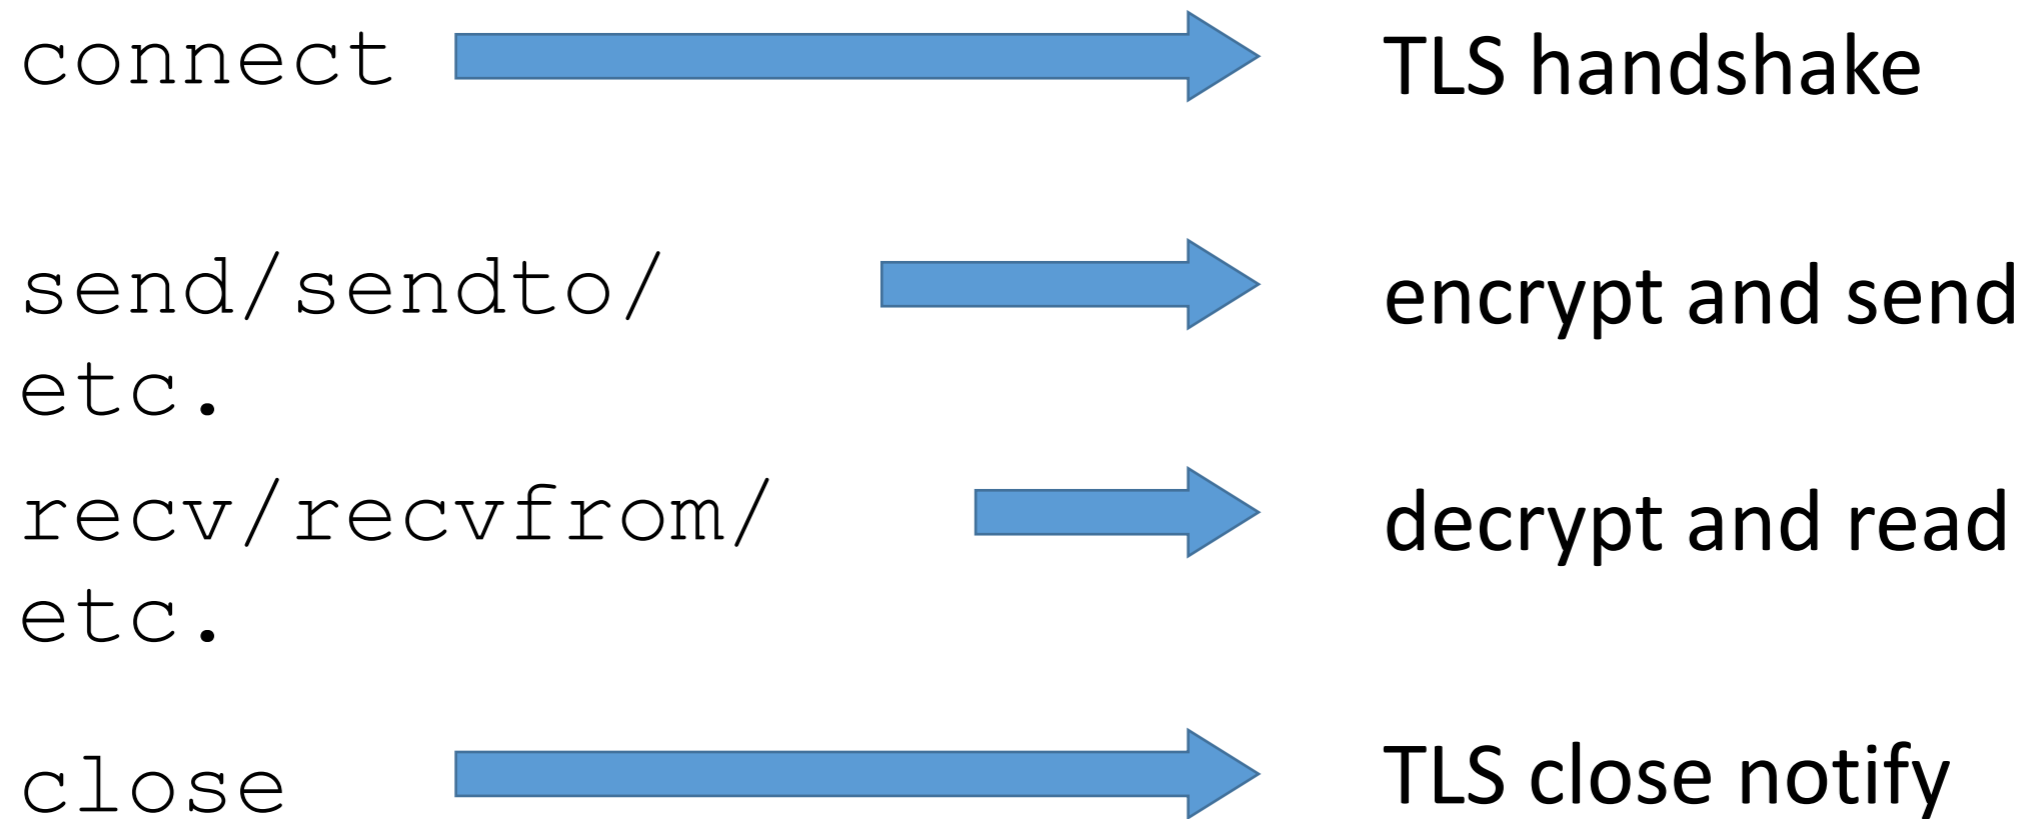 connect TLS handshake
send/sendto/ encrypt and send
etc.
recv/recvfrom/ decrypt and read
etc.
close TLS close notify